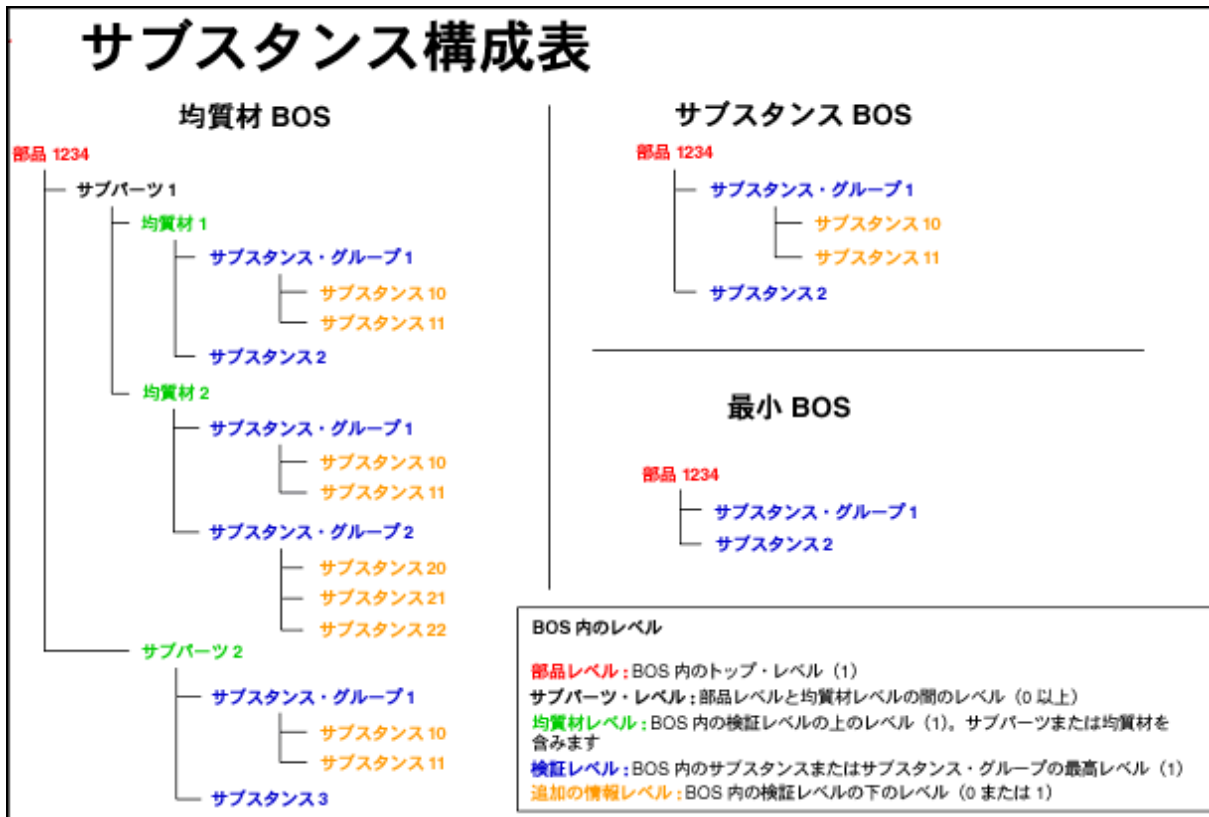 サブスタンス構成表
均質材 BOS
部品 1234
サブパーツ 1
均質材 1
サブスタンス・グループ 1
サブスタンス 10
サブスタンス 11
サブスタンス 2
均質材 2
サブスタンス・グループ 1
サブスタンス 10
サブスタンス 11
サブスタンス・グループ 2
サブスタンス 20
サブスタンス 21
サブスタンス 22
サブパーツ 2
サブスタンス・グループ 1
サブスタンス 10
サブスタンス 11
サブスタンス 3
サブスタンス BOS
部品 1234
サブスタンス・グループ 1
サブスタンス 10
サブスタンス 11
サブスタンス 2
最小 BOS
部品 1234
サブスタンス・グループ 1
サブスタンス 2
BOS 内のレベル
部品レベル : BOS 内のトップ・レベル（1）
サブパーツ・レベル : 部品レベルと均質材レベルの間のレベル（0 以上）
均質材レベル : BOS 内の検証レベルの上のレベル（1）。サブパーツまたは均質材を
含みます
検証レベル : BOS 内のサブスタンスまたはサブスタンス・グループの最高レベル（1）
追加の情報レベル : BOS 内の検証レベルの下のレベル（0 または 1）